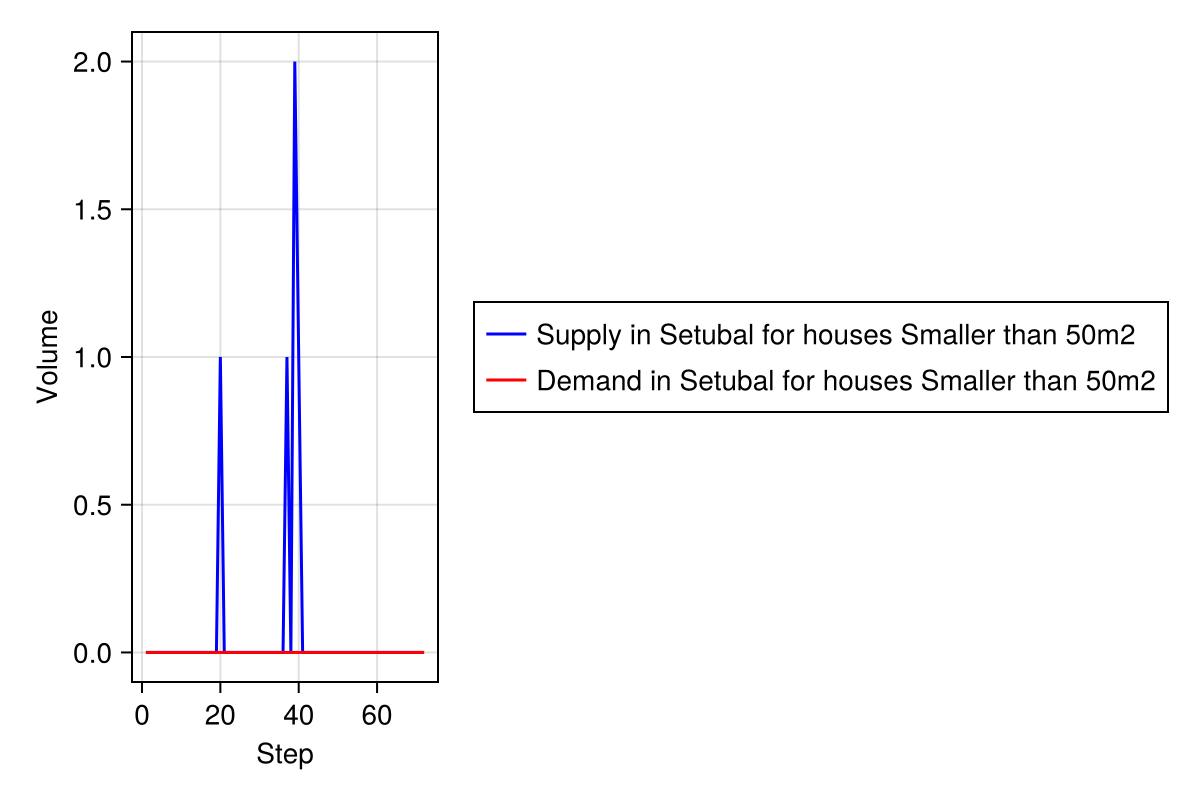 2.0
1.5
1.0
0.5
0.0
Volume
0 20 40 60
Step
Supply in Setubal for houses Smaller than 50m2
Demand in Setubal for houses Smaller than 50m2